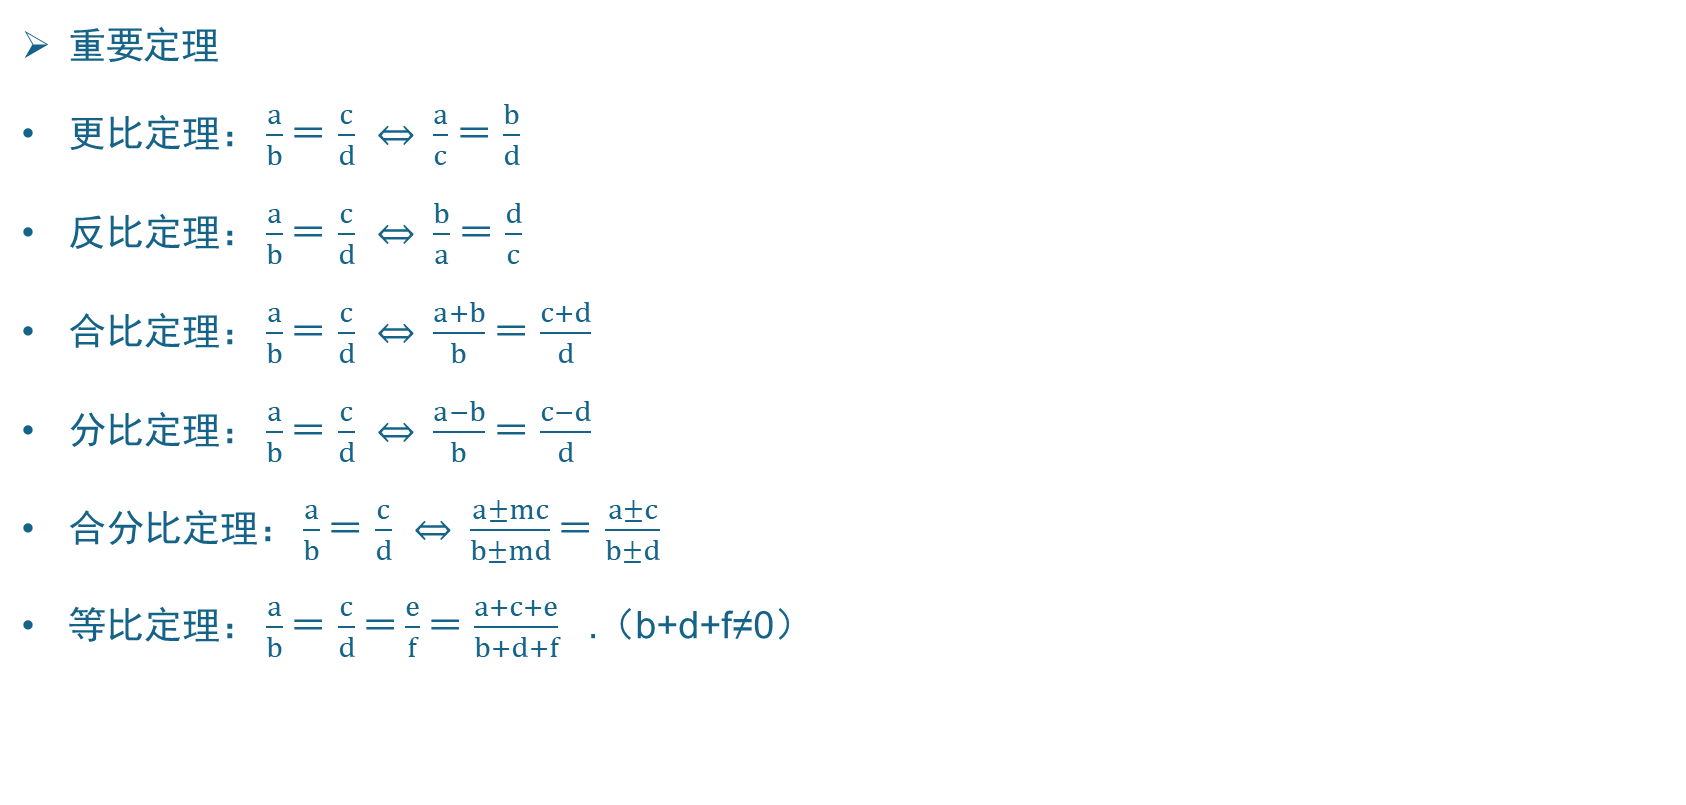 ➢ 重要定理
• 更比定理： a/b = c/d ⇔ a/c = b/d
• 反比定理： a/b = c/d ⇔ b/a = d/c
• 合比定理： a/b = c/d ⇔ (a+b)/b = (c+d)/d
• 分比定理： a/b = c/d ⇔ (a−b)/b = (c−d)/d
• 合分比定理： a/b = c/d ⇔ (a±mc)/(b±md) = (a±c)/(b±d)
• 等比定理： a/b = c/d = e/f = (a+c+e)/(b+d+f) .（b+d+f≠0）